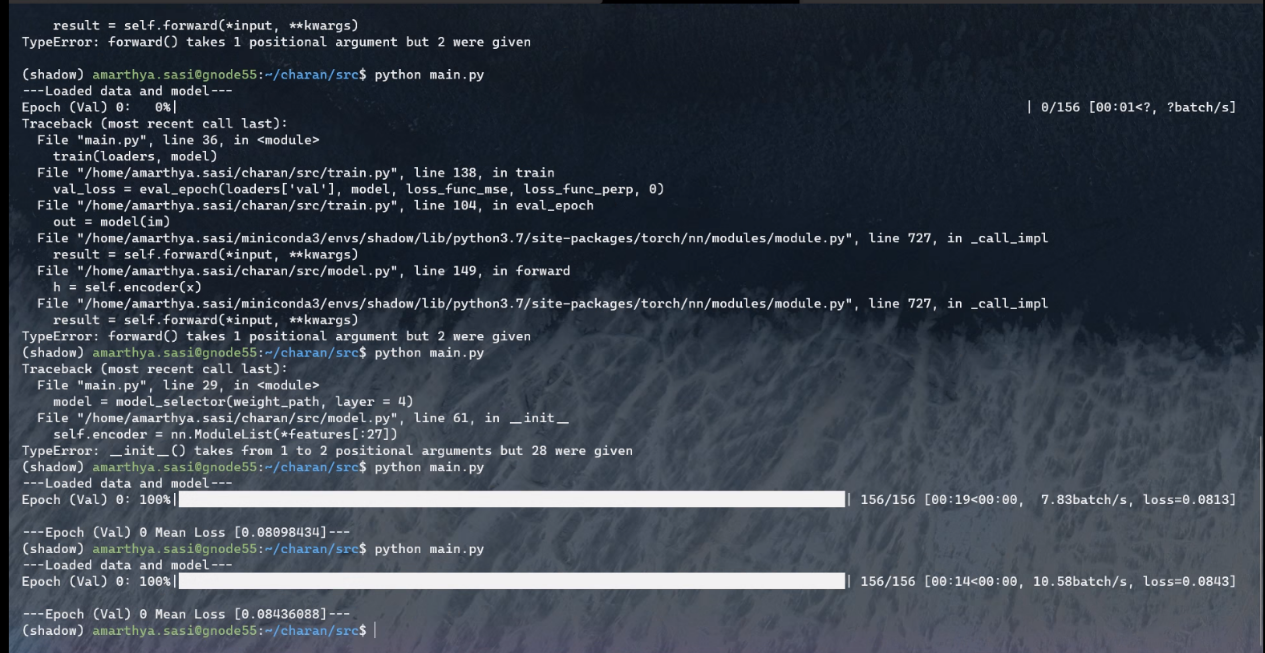 result = self.forward(*input, **kwargs)
TypeError: forward() takes 1 positional argument but 2 were given
(shadow) amarthya.sasi@gnode55:~/charan/src$ python main.py
---Loaded data and model---
Epoch (Val) 0:   0%| | 0/156 [00:01<?, ?batch/s]
Traceback (most recent call last):
  File "main.py", line 36, in <module>
    train(loaders, model)
  File "/home/amarthya.sasi/charan/src/train.py", line 138, in train
    val_loss = eval_epoch(loaders['val'], model, loss_func_mse, loss_func_perp, 0)
  File "/home/amarthya.sasi/charan/src/train.py", line 104, in eval_epoch
    out = model(im)
  File "/home/amarthya.sasi/miniconda3/envs/shadow/lib/python3.7/site-packages/torch/nn/modules/module.py", line 727, in _call_impl
    result = self.forward(*input, **kwargs)
  File "/home/amarthya.sasi/charan/src/model.py", line 149, in forward
    h = self.encoder(x)
  File "/home/amarthya.sasi/miniconda3/envs/shadow/lib/python3.7/site-packages/torch/nn/modules/module.py", line 727, in _call_impl
    result = self.forward(*input, **kwargs)
TypeError: forward() takes 1 positional argument but 2 were given
(shadow) amarthya.sasi@gnode55:~/charan/src$ python main.py
Traceback (most recent call last):
  File "main.py", line 29, in <module>
    model = model_selector(weight_path, layer = 4)
  File "/home/amarthya.sasi/charan/src/model.py", line 61, in __init__
    self.encoder = nn.ModuleList(*features[:27])
TypeError: __init__() takes from 1 to 2 positional arguments but 28 were given
(shadow) amarthya.sasi@gnode55:~/charan/src$ python main.py
---Loaded data and model---
Epoch (Val) 0: 100%| | 156/156 [00:19<00:00,  7.83batch/s, loss=0.0813]
---Epoch (Val) 0 Mean Loss [0.08098434]---
(shadow) amarthya.sasi@gnode55:~/charan/src$ python main.py
---Loaded data and model---
Epoch (Val) 0: 100%| | 156/156 [00:14<00:00, 10.58batch/s, loss=0.0843]
---Epoch (Val) 0 Mean Loss [0.08436088]---
(shadow) amarthya.sasi@gnode55:~/charan/src$